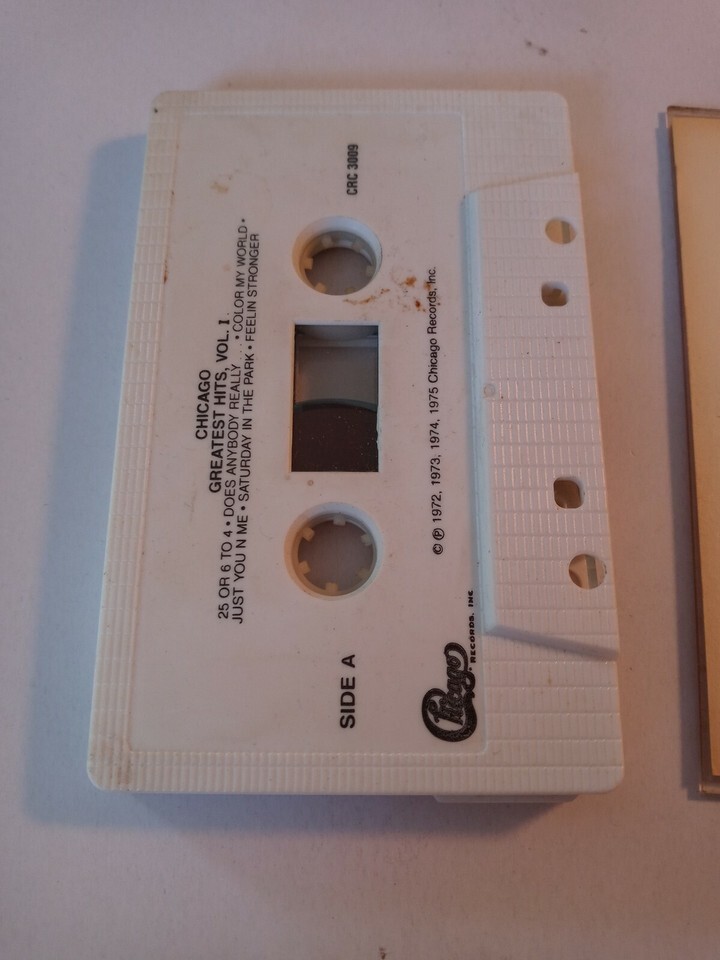 CHICAGO
GREATEST HITS, VOL. I
25 OR 6 TO 4 • DOES ANYBODY REALLY ... • COLOR MY WORLD •
JUST YOU N ME • SATURDAY IN THE PARK • FEELIN STRONGER
SIDE A
CRC 3009
© ℗ 1972, 1973, 1974, 1975 Chicago Records, Inc.
Chicago
RECORDS, INC